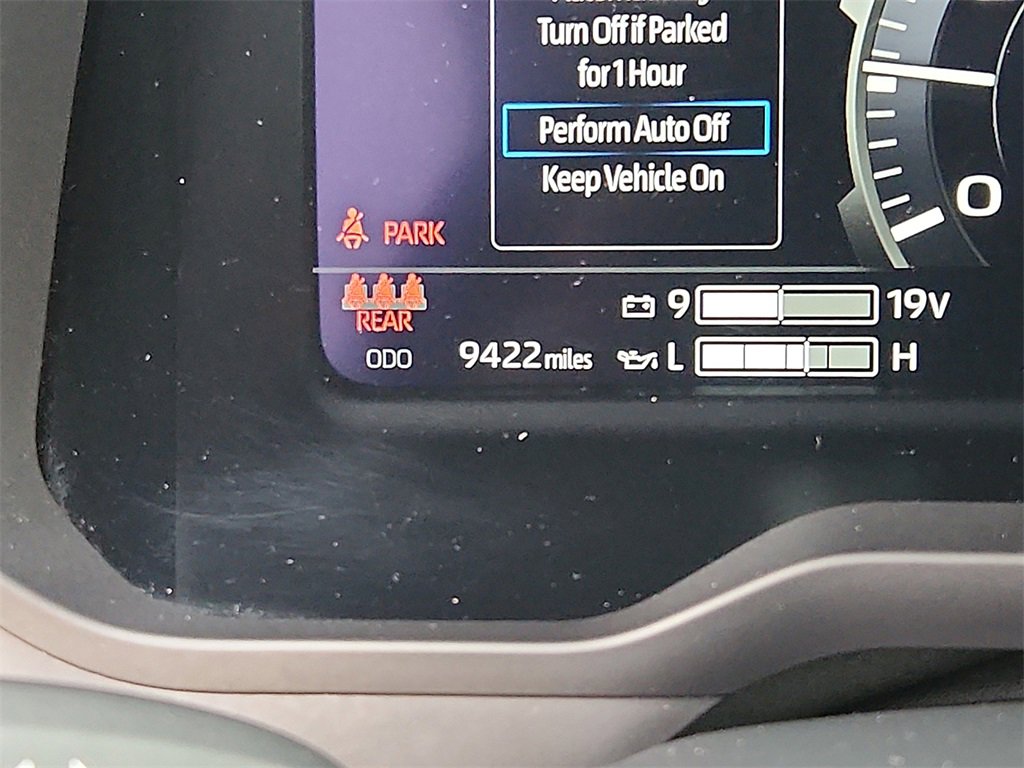 Turn Off if Parked
for 1 Hour
Perform Auto Off
Keep Vehicle On
0
PARK
REAR
9 19V
ODO 9422 miles L H